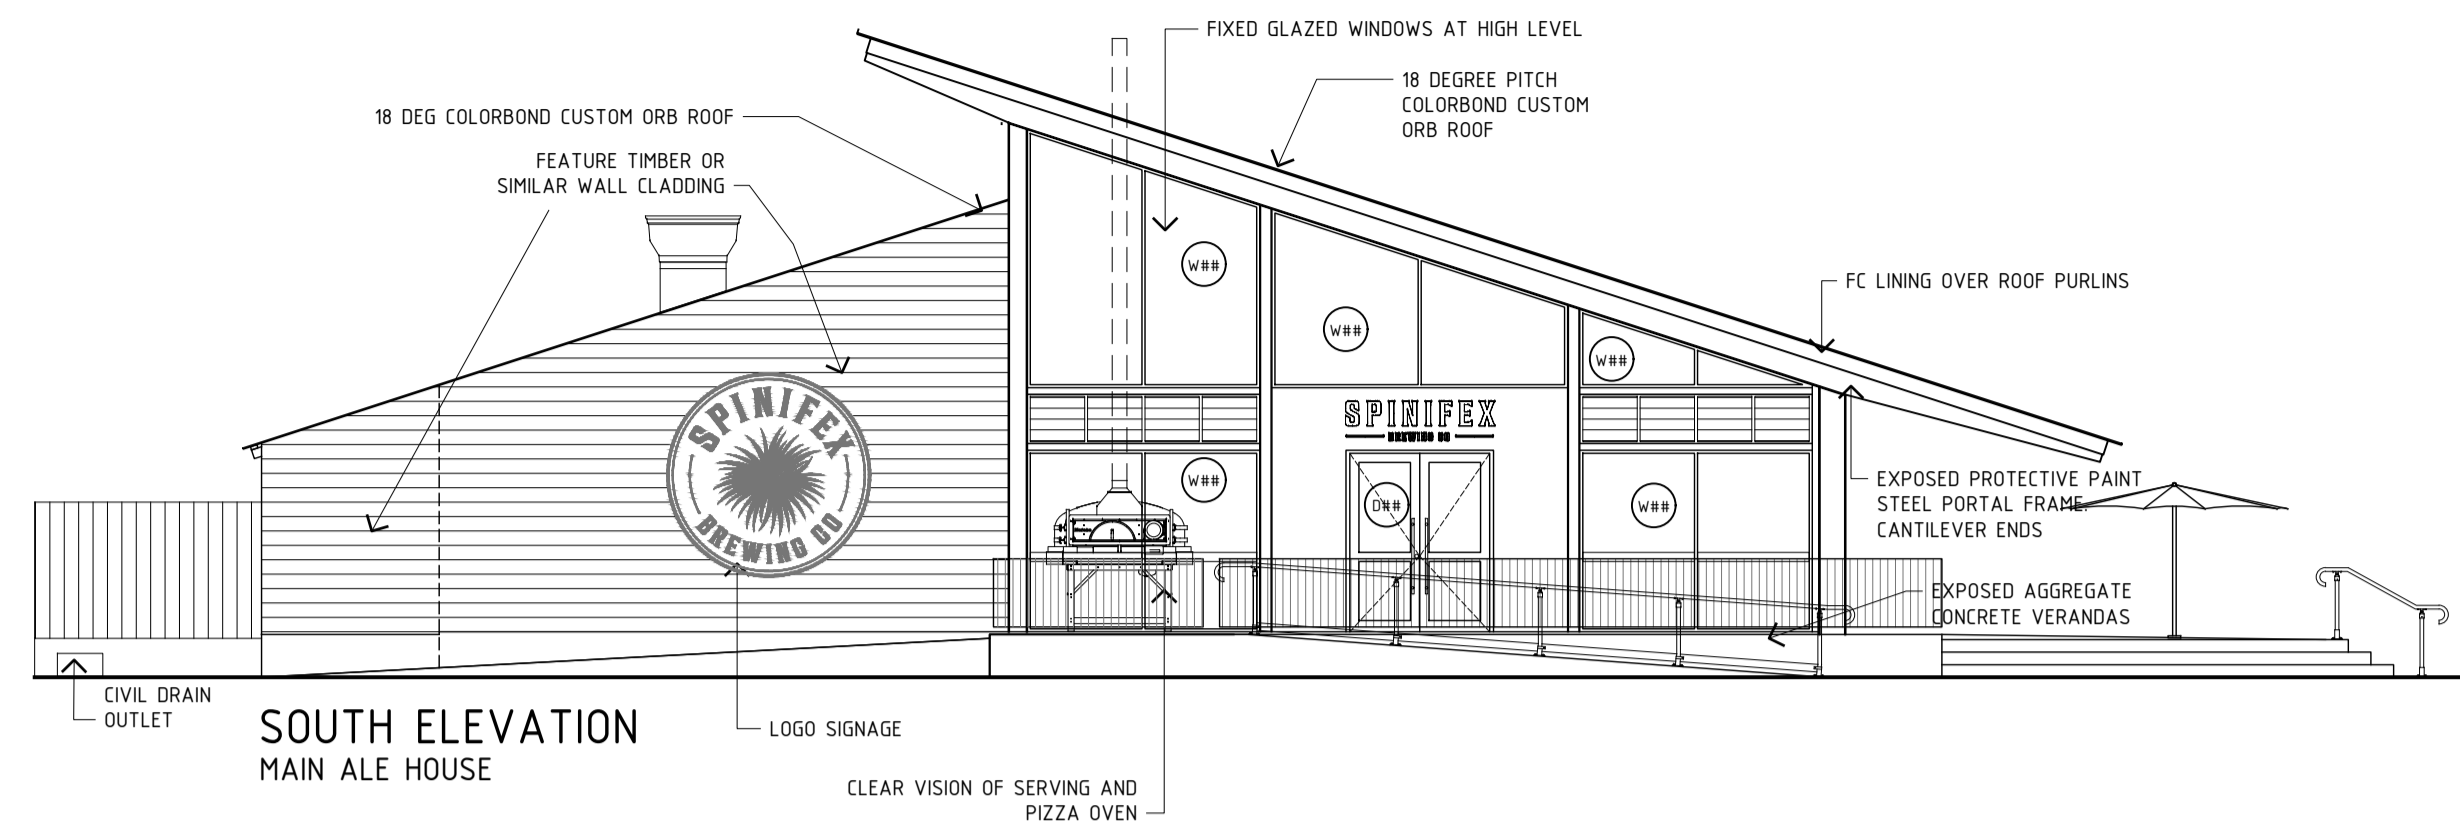 FIXED GLAZED WINDOWS AT HIGH LEVEL
18 DEGREE PITCH
COLORBOND CUSTOM
ORB ROOF
18 DEG COLORBOND CUSTOM ORB ROOF
FEATURE TIMBER OR
SIMILAR WALL CLADDING
W##
FC LINING OVER ROOF PURLINS
W##
W##
SPINIFEX
BREWING CO
SPINIFEX
BREWING CO
W##
D##
W##
EXPOSED PROTECTIVE PAINT
STEEL PORTAL FRAME,
CANTILEVER ENDS
EXPOSED AGGREGATE
CONCRETE VERANDAS
CIVIL DRAIN
OUTLET
SOUTH ELEVATION
MAIN ALE HOUSE
LOGO SIGNAGE
CLEAR VISION OF SERVING AND
PIZZA OVEN